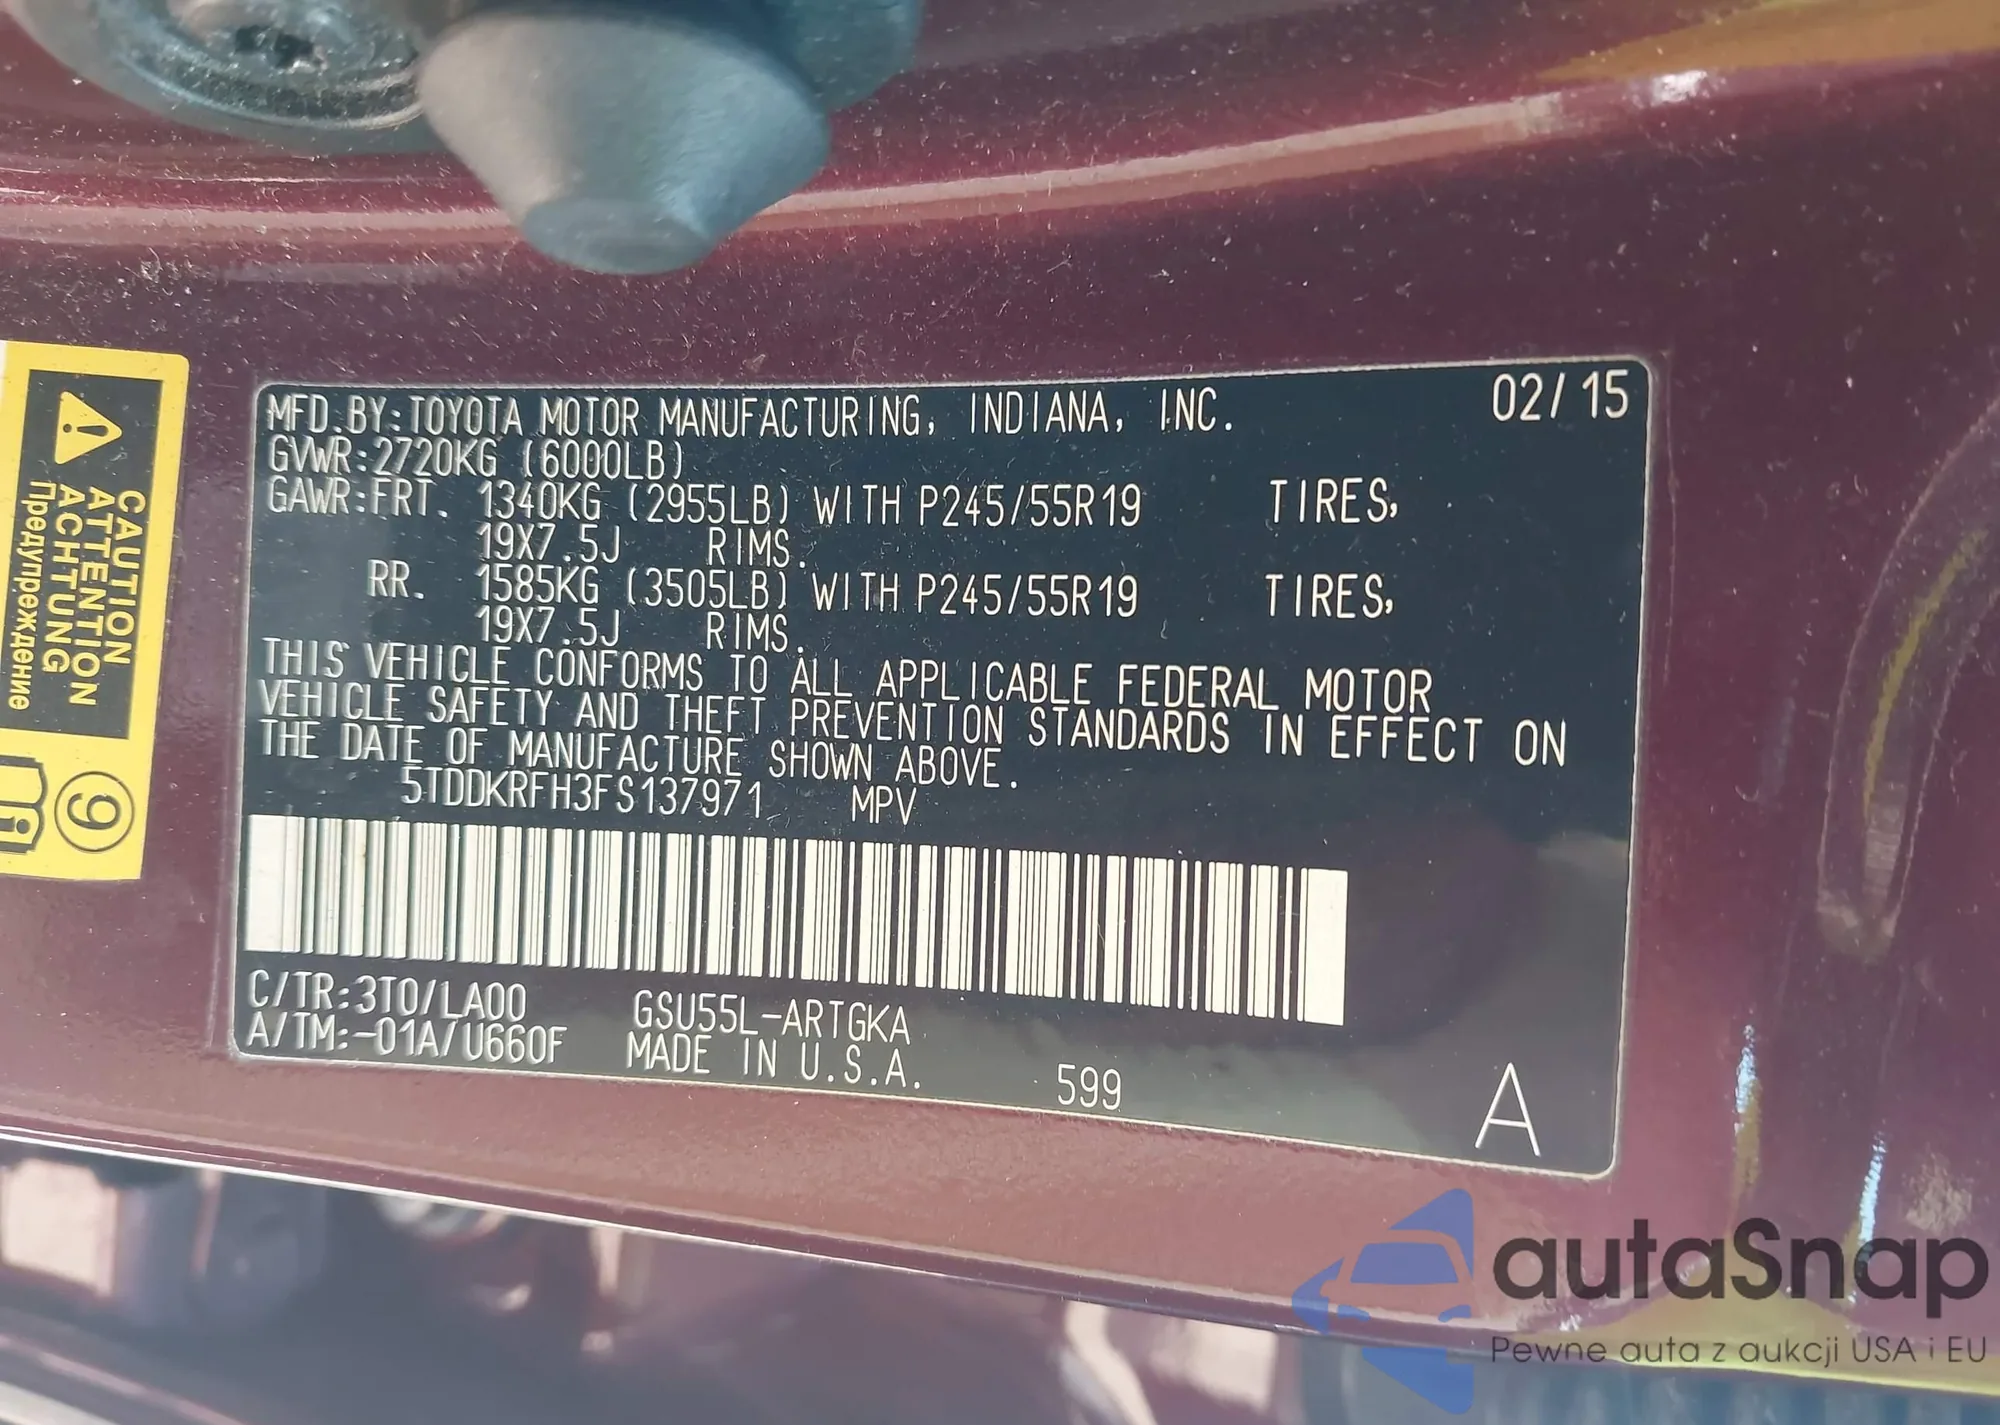 MFD.BY:TOYOTA MOTOR MANUFACTURING, INDIANA, INC. 02/15
GVWR:2720KG (6000LB)
GAWR:FRT. 1340KG (2955LB) WITH P245/55R19 TIRES,
19X7.5J RIMS.
RR. 1585KG (3505LB) WITH P245/55R19 TIRES,
19X7.5J RIMS.
THIS VEHICLE CONFORMS TO ALL APPLICABLE FEDERAL MOTOR
VEHICLE SAFETY AND THEFT PREVENTION STANDARDS IN EFFECT ON
THE DATE OF MANUFACTURE SHOWN ABOVE.
5TDDKRFH3FS137971 MPV
C/TR:3T0/LA00 GSU55L-ARTGKA
A/TM:-01A/U660F MADE IN U.S.A. 599 A
CAUTION
ATTENTION
ACHTUNG
Предупреждение
9
autaSnap
Pewne auta z aukcji USA i EU